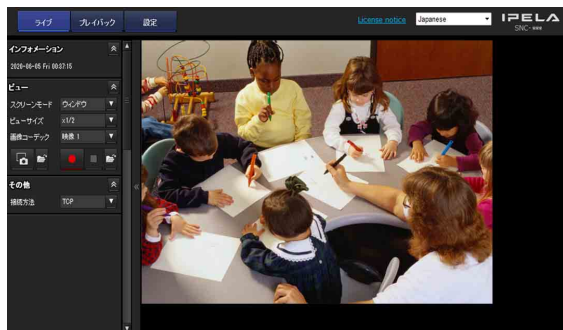 ライブ プレイバック 設定 License notice Japanese IPELA
SNC-***
インフォメーション
2020-06-05 Fri 00:37:15
ビュー
スクリーンモード ウィンドウ
ビューサイズ x1/2
画像コーデック 映像 1
その他
接続方法 TCP